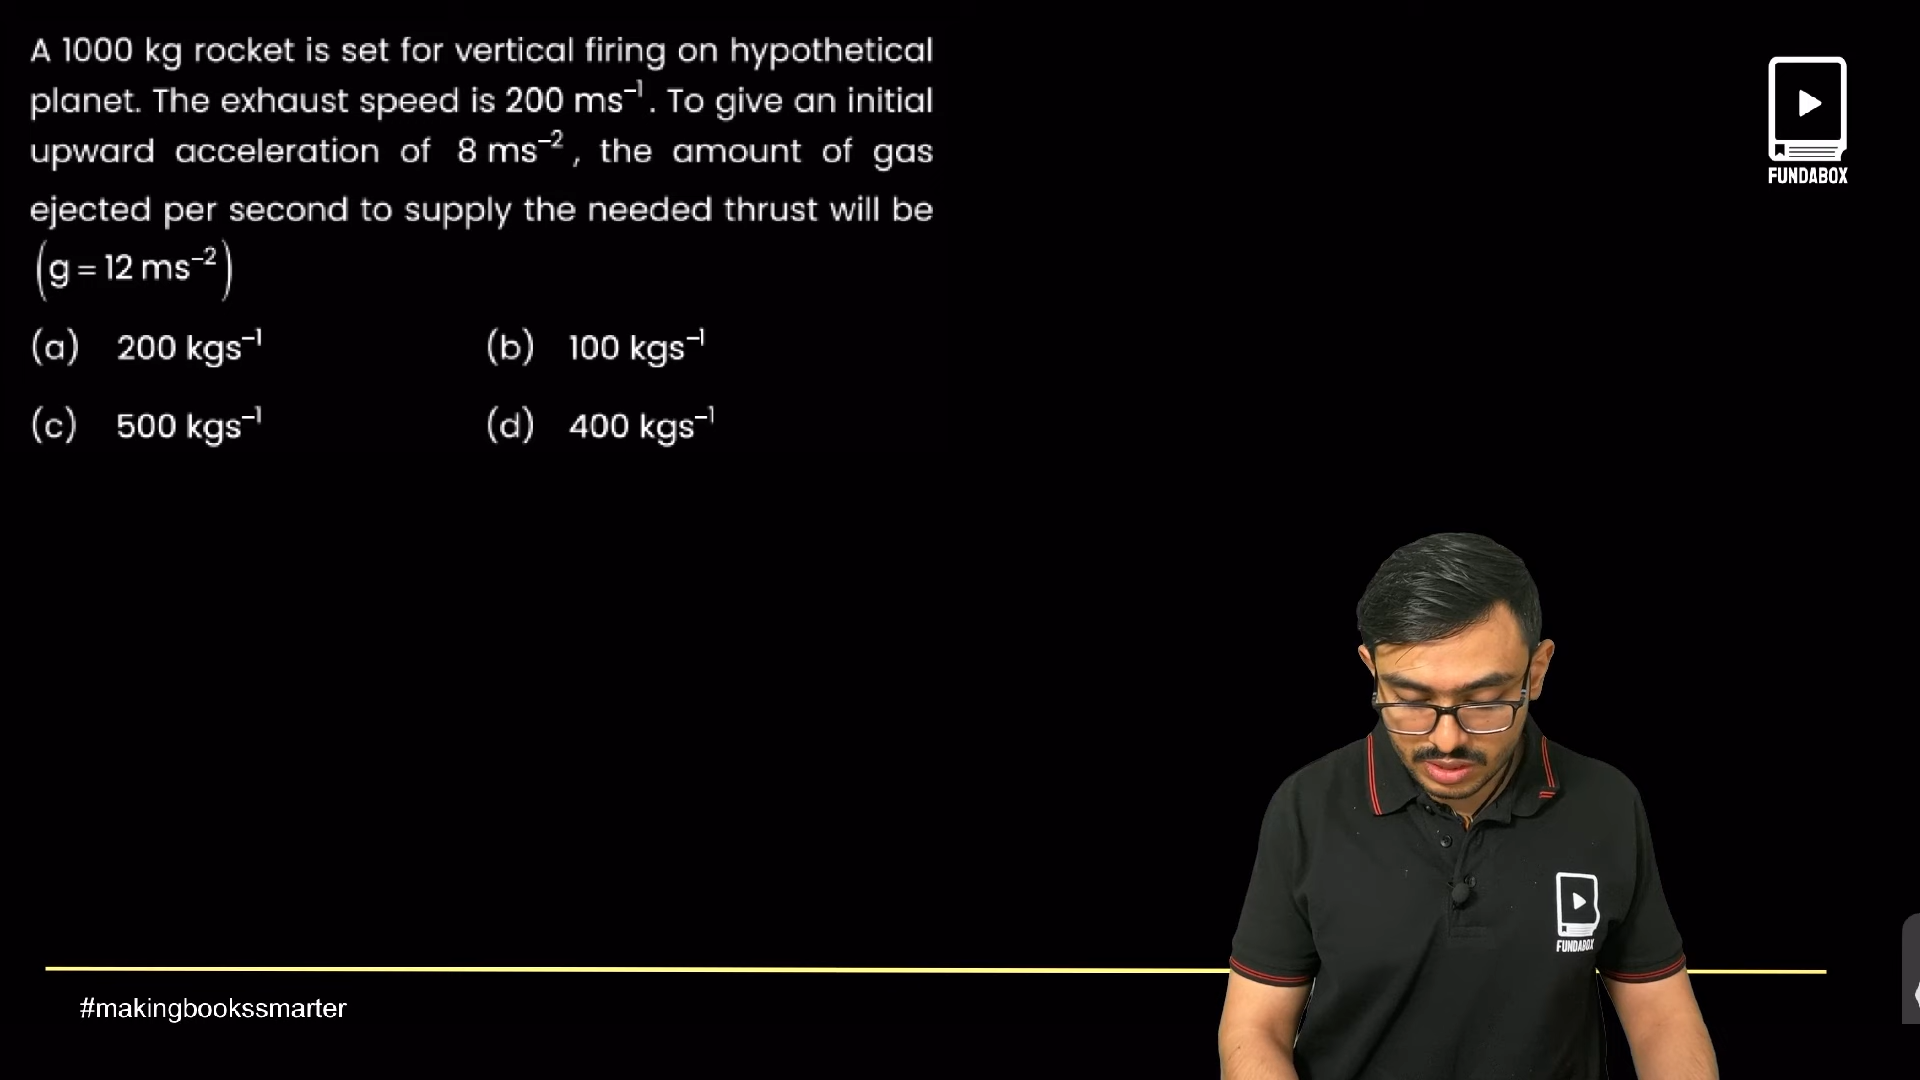 A 1000 kg rocket is set for vertical firing on hypothetical
planet. The exhaust speed is 200 ms⁻¹. To give an initial
upward acceleration of 8 ms⁻², the amount of gas
ejected per second to supply the needed thrust will be
(g = 12 ms⁻²)
(a) 200 kgs⁻¹ (b) 100 kgs⁻¹
(c) 500 kgs⁻¹ (d) 400 kgs⁻¹
FUNDABOX
FUNDABOX
#makingbookssmarter